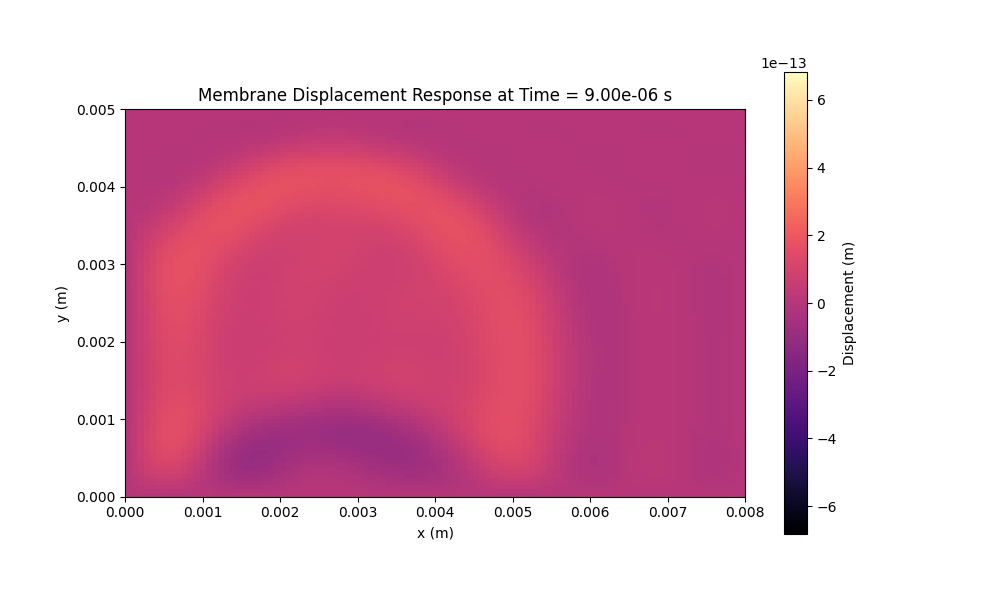 1e−13
Membrane Displacement Response at Time = 9.00e-06 s
0.005
0.004
0.003
0.002
0.001
0.000
y (m)
0.000 0.001 0.002 0.003 0.004 0.005 0.006 0.007 0.008
x (m)
6
4
2
0
−2
−4
−6
Displacement (m)